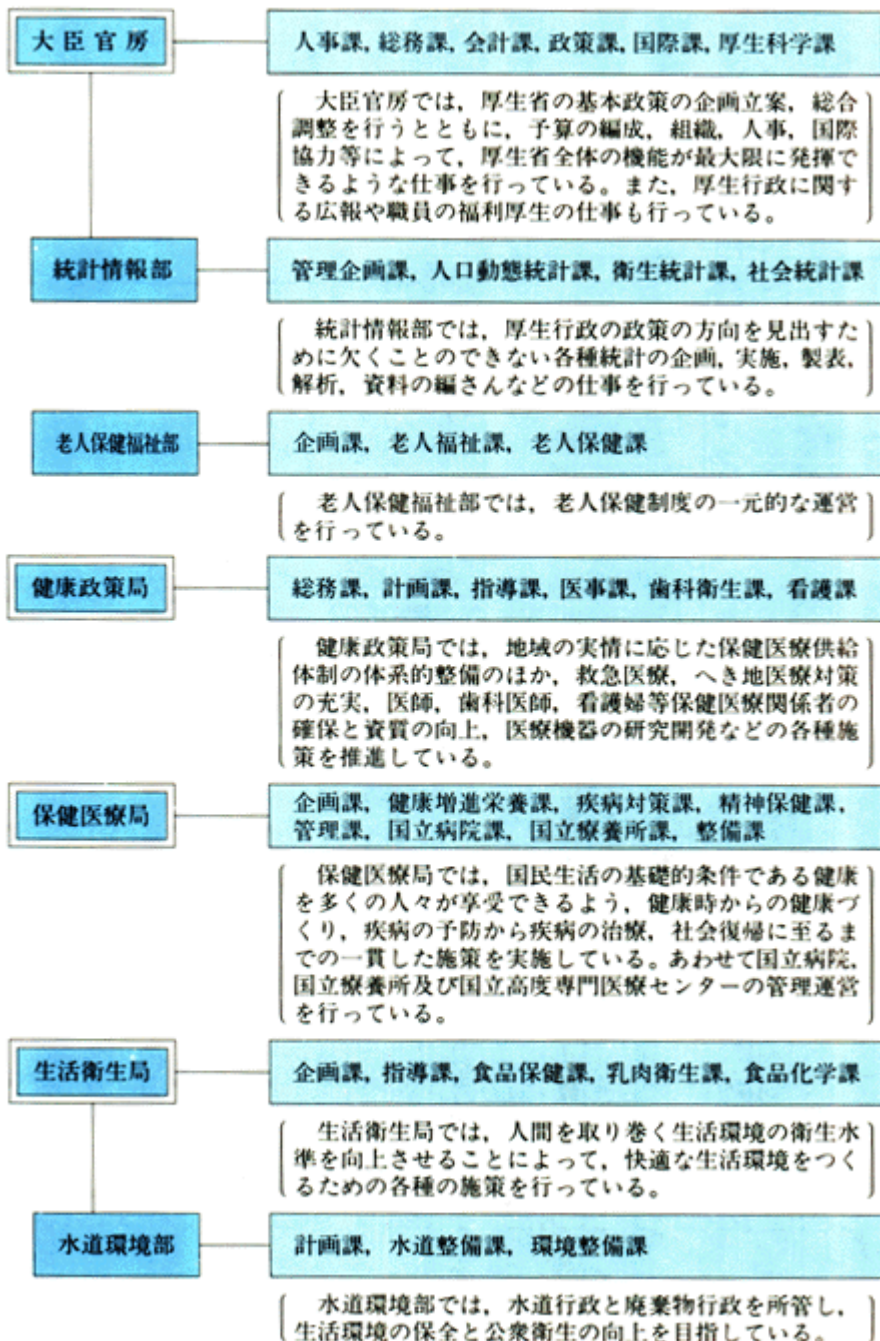 大臣官房
人事課，総務課，会計課，政策課，国際課，厚生科学課
大臣官房では，厚生省の基本政策の企画立案，総合
調整を行うとともに，予算の編成，組織，人事，国際
協力等によって，厚生省全体の機能が最大限に発揮で
きるような仕事を行っている。また，厚生行政に関す
る広報や職員の福利厚生の仕事も行っている。
統計情報部
管理企画課，人口動態統計課，衛生統計課，社会統計課
統計情報部では，厚生行政の政策の方向を見出すた
めに欠くことのできない各種統計の企画，実施，製表，
解析，資料の編さんなどの仕事を行っている。
老人保健福祉部
企画課，老人福祉課，老人保健課
老人保健福祉部では，老人保健制度の一元的な運営
を行っている。
健康政策局
総務課，計画課，指導課，医事課，歯科衛生課，看護課
健康政策局では，地域の実情に応じた保健医療供給
体制の体系的整備のほか，救急医療，へき地医療対策
の充実，医師，歯科医師，看護婦等保健医療関係者の
確保と資質の向上，医療機器の研究開発などの各種施
策を推進している。
保健医療局
企画課，健康増進栄養課，疾病対策課，精神保健課，
管理課，国立病院課，国立療養所課，整備課
保健医療局では，国民生活の基礎的条件である健康
を多くの人々が享受できるよう，健康時からの健康づ
くり，疾病の予防から疾病の治療，社会復帰に至るま
での一貫した施策を実施している。あわせて国立病院，
国立療養所及び国立高度専門医療センターの管理運営
を行っている。
生活衛生局
企画課，指導課，食品保健課，乳肉衛生課，食品化学課
生活衛生局では，人間を取り巻く生活環境の衛生水
準を向上させることによって，快適な生活環境をつく
るための各種の施策を行っている。
水道環境部
計画課，水道整備課，環境整備課
水道環境部では，水道行政と廃棄物行政を所管し，
生活環境の保全と公衆衛生の向上を目指している。